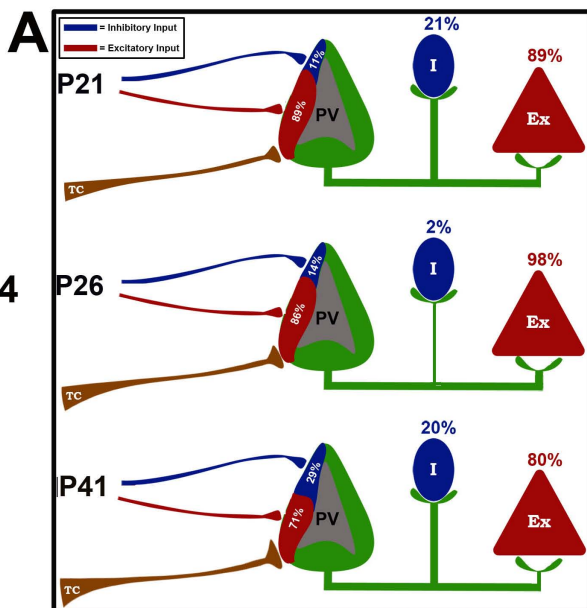 A
= Inhibitory Input
= Excitatory Input
P21
11%
89%
PV
TC
21%
I
89%
Ex
4
P26
14%
86%
PV
TC
2%
I
98%
Ex
P41
29%
71%
PV
TC
20%
I
80%
Ex